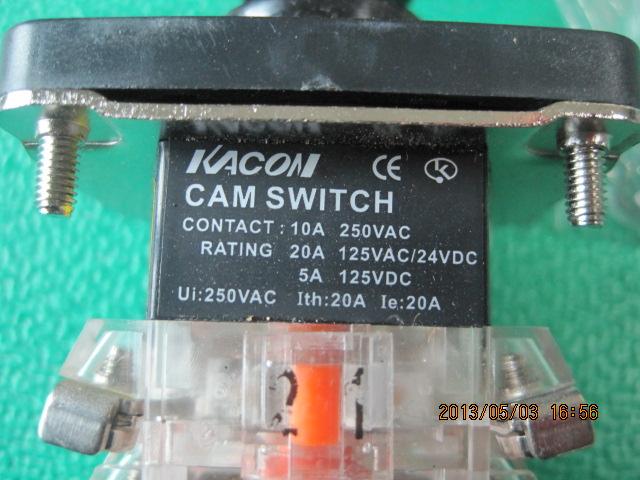 KACON CE K
CAM SWITCH
CONTACT : 10A 250VAC
RATING 20A 125VAC/24VDC
5A 125VDC
Ui:250VAC Ith:20A Ie:20A
2 1
2013/05/03 16:56